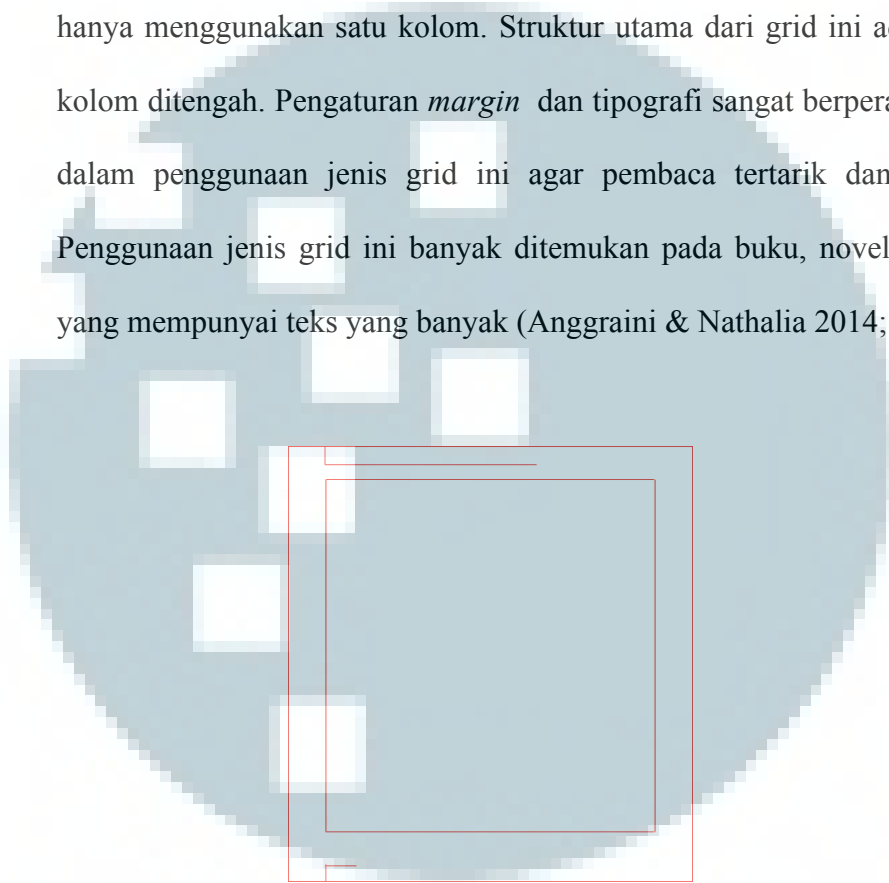 hanya menggunakan satu kolom. Struktur utama dari grid ini
kolom ditengah. Pengaturan margin dan tipografi sangat
dalam penggunaan jenis grid ini agar pembaca tertarik dan
Penggunaan jenis grid ini banyak ditemukan pada buku, novel
yang mempunyai teks yang banyak (Anggraini & Nathalia 2014;